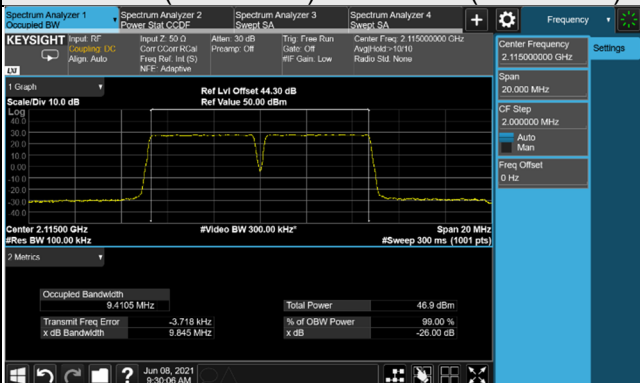 Spectrum Analyzer 1
Occupied BW
Spectrum Analyzer 2
Power Stat CCDF
Spectrum Analyzer 3
Swept SA
Spectrum Analyzer 4
Swept SA
Frequency
KEYSIGHT
Input: RF
Coupling: DC
Align: Auto
Input Z: 50 Ω
Corr CCorr RCal
Freq Ref: Int (S)
NFE: Adaptive
Atten: 30 dB
Preamp: Off
Trig: Free Run
Gate: Off
#IF Gain: Low
Center Freq: 2.115000000 GHz
Avg|Hold:>10/10
Radio Std: None
LXI
Center Frequency
2.115000000 GHz
Settings
Span
20.000 MHz
CF Step
2.000000 MHz
Auto
Man
Freq Offset
0 Hz
1 Graph
Scale/Div 10.0 dB
Ref Lvl Offset 44.30 dB
Ref Value 50.00 dBm
Log
40.0
30.0
20.0
10.0
0.00
-10.0
-20.0
-30.0
-40.0
Center 2.11500 GHz
#Res BW 100.00 kHz
#Video BW 300.00 kHz*
Span 20 MHz
#Sweep 300 ms (1001 pts)
2 Metrics
Occupied Bandwidth
9.4105 MHz
Total Power 46.9 dBm
Transmit Freq Error -3.718 kHz
% of OBW Power 99.00 %
x dB Bandwidth 9.845 MHz
x dB -26.00 dB
Jun 08, 2021
9:30:06 AM